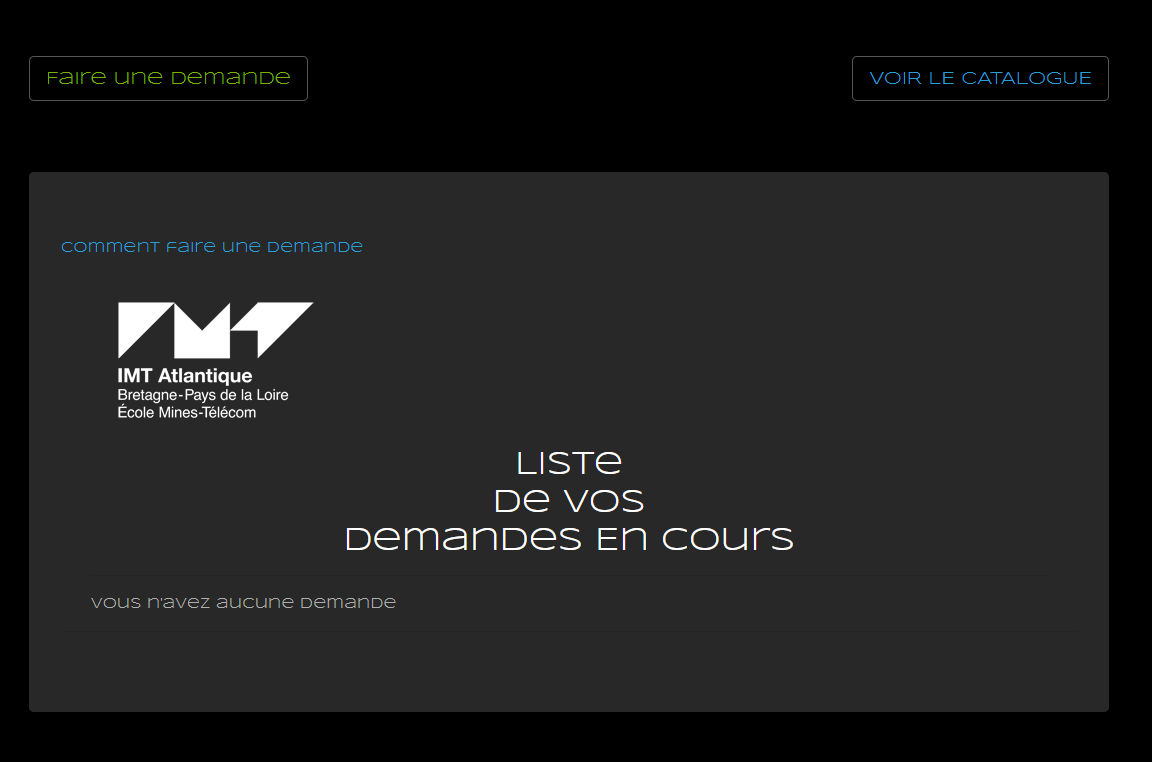 Faire une demande
VOIR LE CATALOGUE
Comment faire une demande
IMT Atlantique
Bretagne-Pays de la Loire
École Mines-Télécom
Liste
de vos
demandes En cours
Vous n'avez aucune demande